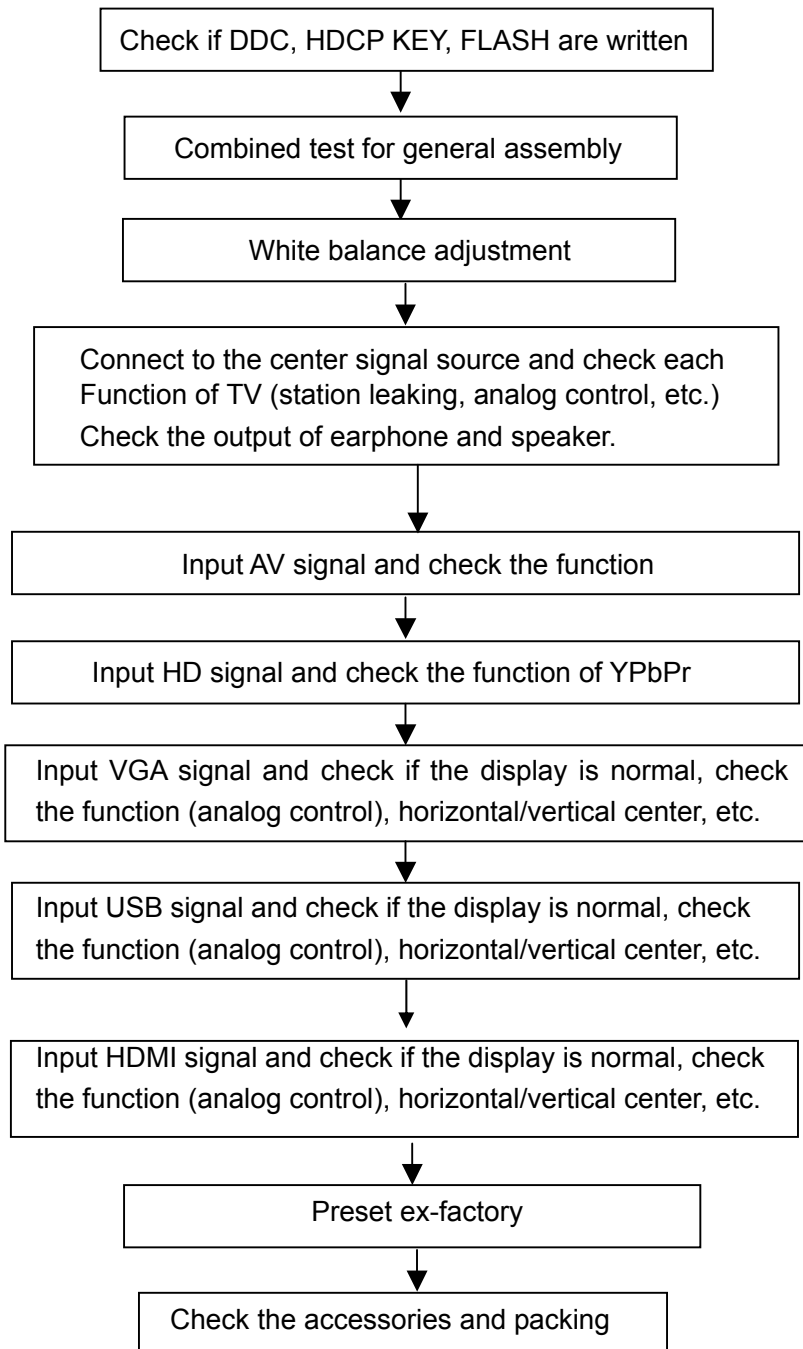 Check if DDC, HDCP KEY, FLASH are written
Combined test for general assembly
White balance adjustment
Connect to the center signal source and check each
Function of TV (station leaking, analog control, etc.)
Check the output of earphone and speaker.
Input AV signal and check the function
Input HD signal and check the function of YPbPr
Input VGA signal and check if the display is normal, check
the function (analog control), horizontal/vertical center, etc.
Input USB signal and check if the display is normal, check
the function (analog control), horizontal/vertical center, etc.
Input HDMI signal and check if the display is normal, check
the function (analog control), horizontal/vertical center, etc.
Preset ex-factory
Check the accessories and packing